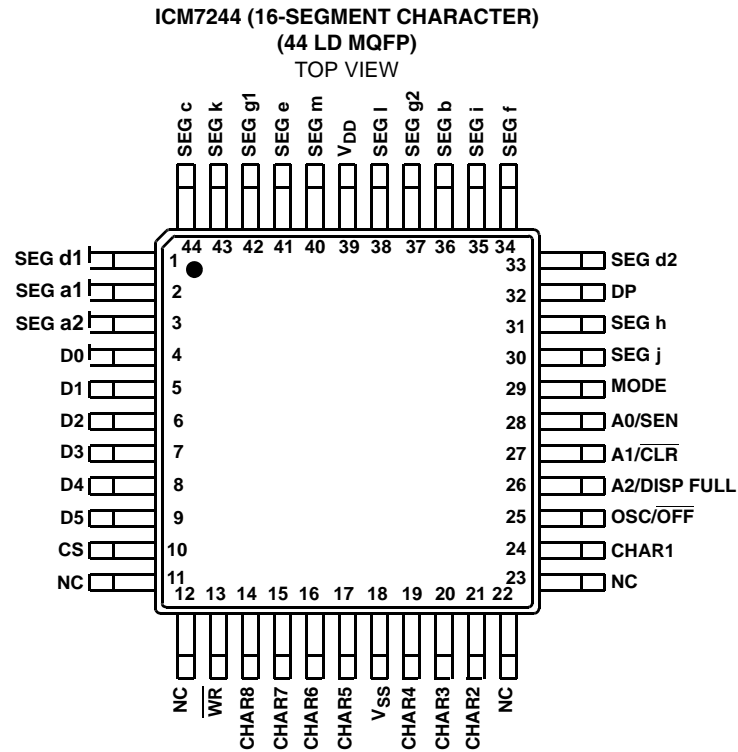 ICM7244 (16-SEGMENT CHARACTER)
(44 LD MQFP)
TOP VIEW
SEG c
SEG k
SEG g1
SEG e
SEG m
VDD
SEG l
SEG g2
SEG b
SEG i
SEG f
44 43 42 41 40 39 38 37 36 35 34
SEG d1 1
SEG a1 2
SEG a2 3
D0 4
D1 5
D2 6
D3 7
D4 8
D5 9
CS 10
NC 11
33 SEG d2
32 DP
31 SEG h
30 SEG j
29 MODE
28 A0/SEN
27 A1/C̅L̅R̅
26 A2/DISP FULL
25 OSC/O̅F̅F̅
24 CHAR1
23 NC
12 13 14 15 16 17 18 19 20 21 22
NC
W̅R̅
CHAR8
CHAR7
CHAR6
CHAR5
VSS
CHAR4
CHAR3
CHAR2
NC